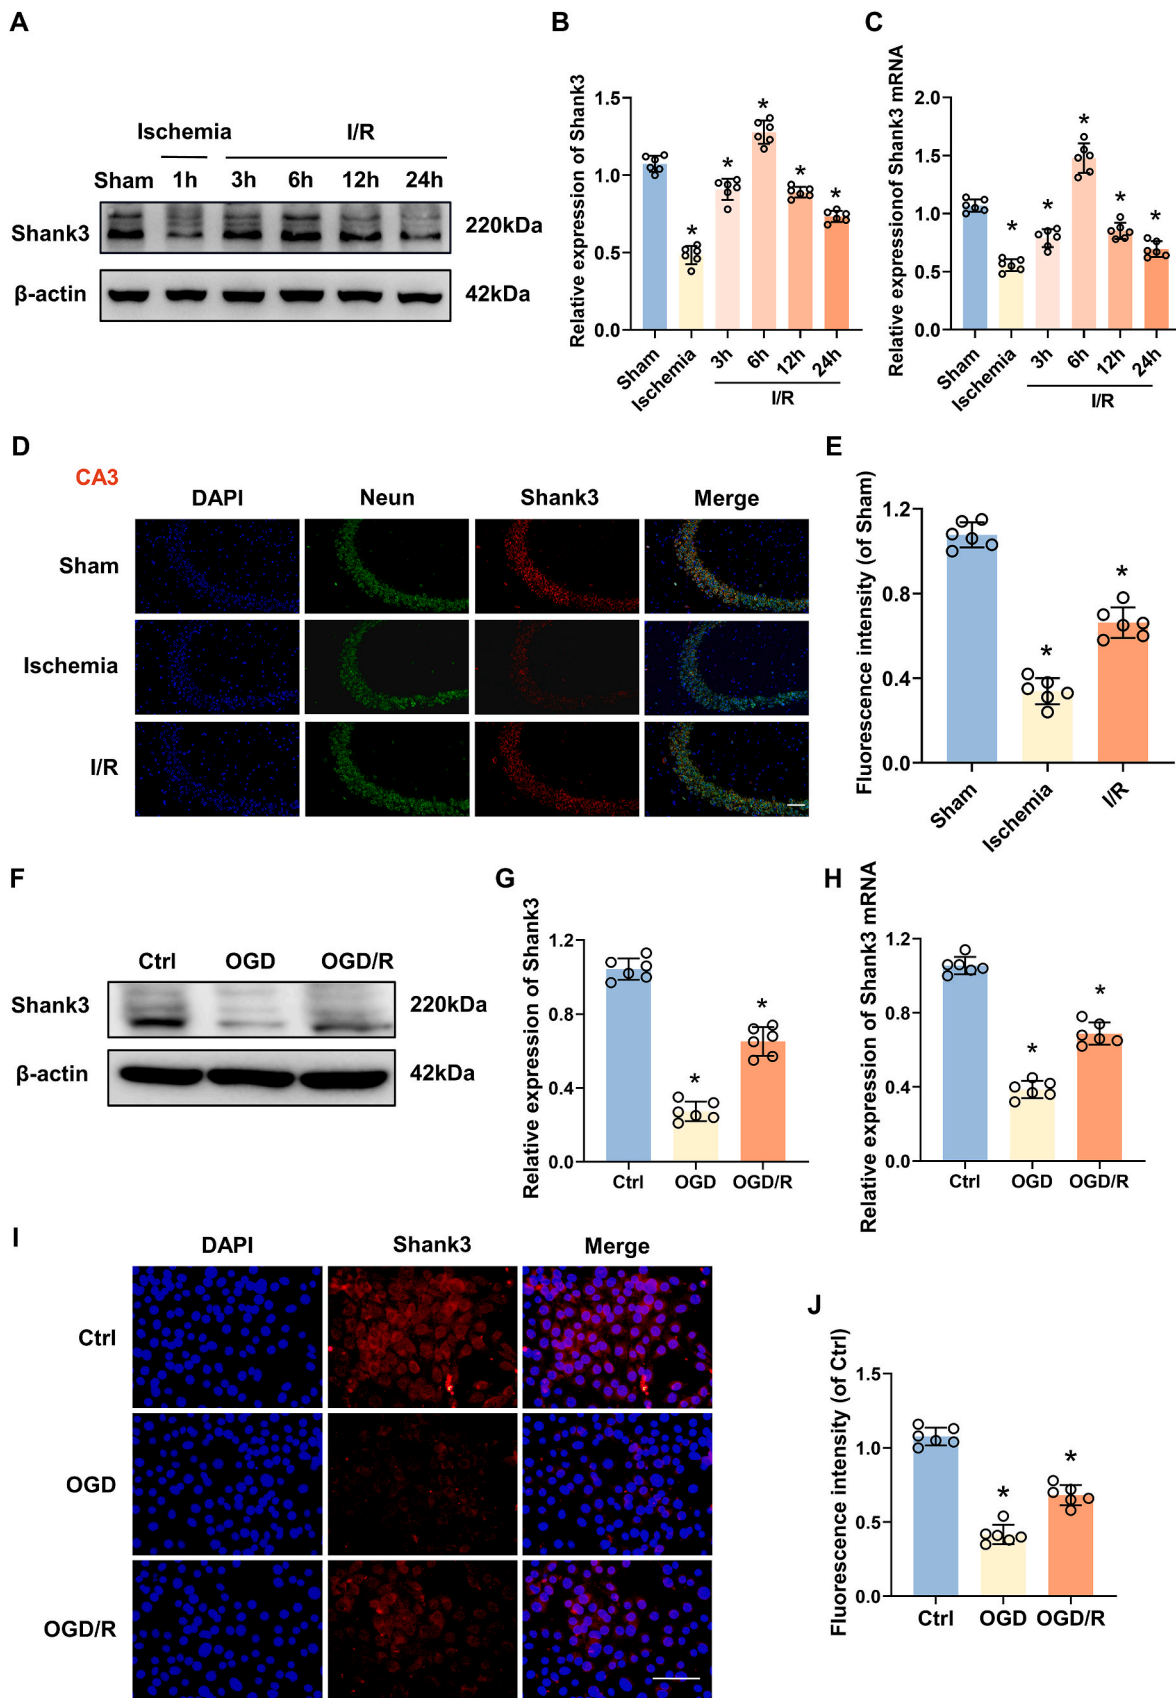 A
Ischemia
I/R
Sham 1h 3h 6h 12h 24h
Shank3
220kDa
β-actin
42kDa
B
Relative expression of Shank3
1.5
1.0
0.5
0.0
* * * * *
Sham Ischemia 3h 6h 12h 24h
I/R
C
Relative expressionof Shank3 mRNA
2.0
1.5
1.0
0.5
0.0
* * * * *
Sham Ischemia 3h 6h 12h 24h
I/R
D
CA3
DAPI Neun Shank3 Merge
Sham
Ischemia
I/R
E
Fluorescence intensity (of Sham)
1.2
0.8
0.4
0.0
* *
Sham Ischemia I/R
F
Ctrl OGD OGD/R
Shank3
220kDa
β-actin
42kDa
G
Relative expression of Shank3
1.2
0.8
0.4
0.0
* *
Ctrl OGD OGD/R
H
Relative expression of Shank3 mRNA
1.2
0.8
0.4
0.0
* *
Ctrl OGD OGD/R
I
DAPI Shank3 Merge
Ctrl
OGD
OGD/R
J
Fluorescence intensity (of Ctrl)
1.5
1.0
0.5
0.0
* *
Ctrl OGD OGD/R